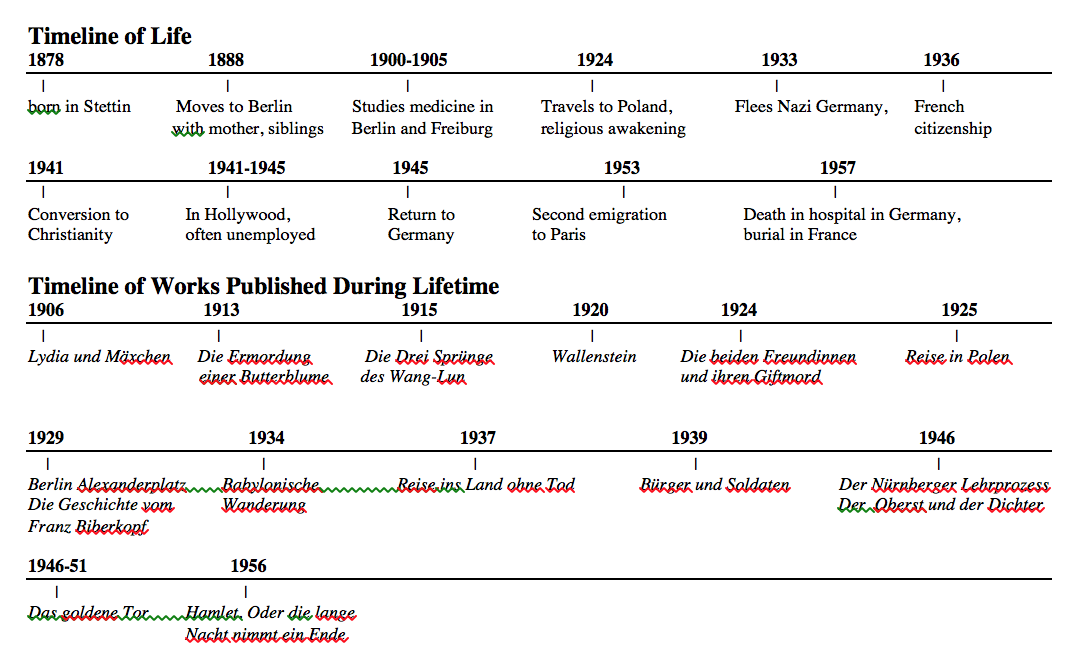 Timeline of Life
1878 1888 1900-1905 1924 1933 1936
born in Stettin Moves to Berlin Studies medicine in Travels to Poland, Flees Nazi Germany, French
with mother, siblings Berlin and Freiburg religious awakening citizenship
1941 1941-1945 1945 1953 1957
Conversion to In Hollywood, Return to Second emigration Death in hospital in Germany,
Christianity often unemployed Germany to Paris burial in France
Timeline of Works Published During Lifetime
1906 1913 1915 1920 1924 1925
Lydia und Mäxchen Die Ermordung Die Drei Sprünge Wallenstein Die beiden Freundinnen Reise in Polen
einer Butterblume des Wang-Lun und ihren Giftmord
1929 1934 1937 1939 1946
Berlin Alexanderplatz Babylonische Reise ins Land ohne Tod Bürger und Soldaten Der Nürnberger Lehrprozess
Die Geschichte vom Wanderung Der Oberst und der Dichter
Franz Biberkopf
1946-51 1956
Das goldene Tor Hamlet, Oder die lange
Nacht nimmt ein Ende